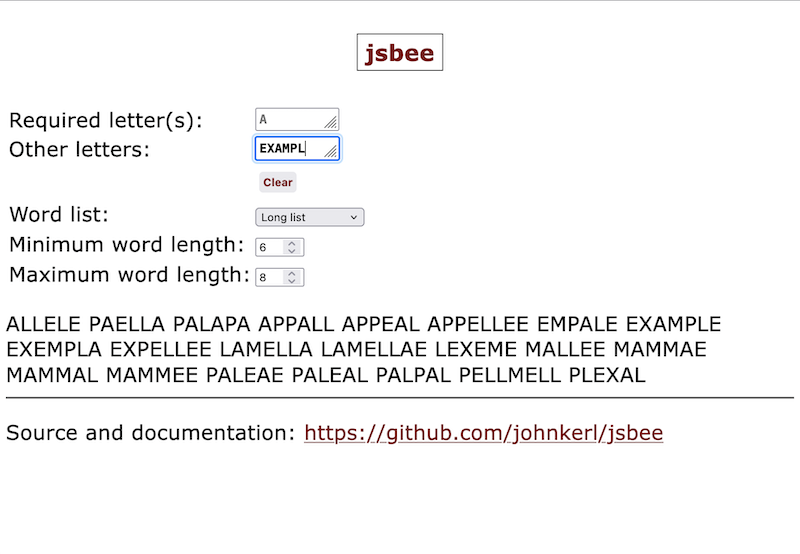 jsbee
Required letter(s): A
Other letters: EXAMPL
Clear
Word list: Long list
Minimum word length: 6
Maximum word length: 8
ALLELE PAELLA PALAPA APPALL APPEAL APPELLEE EMPALE EXAMPLE
EXEMPLA EXPELLEE LAMELLA LAMELLAE LEXEME MALLEE MAMMAE
MAMMAL MAMMEE PALEAE PALEAL PALPAL PELLMELL PLEXAL
Source and documentation: https://github.com/johnkerl/jsbee